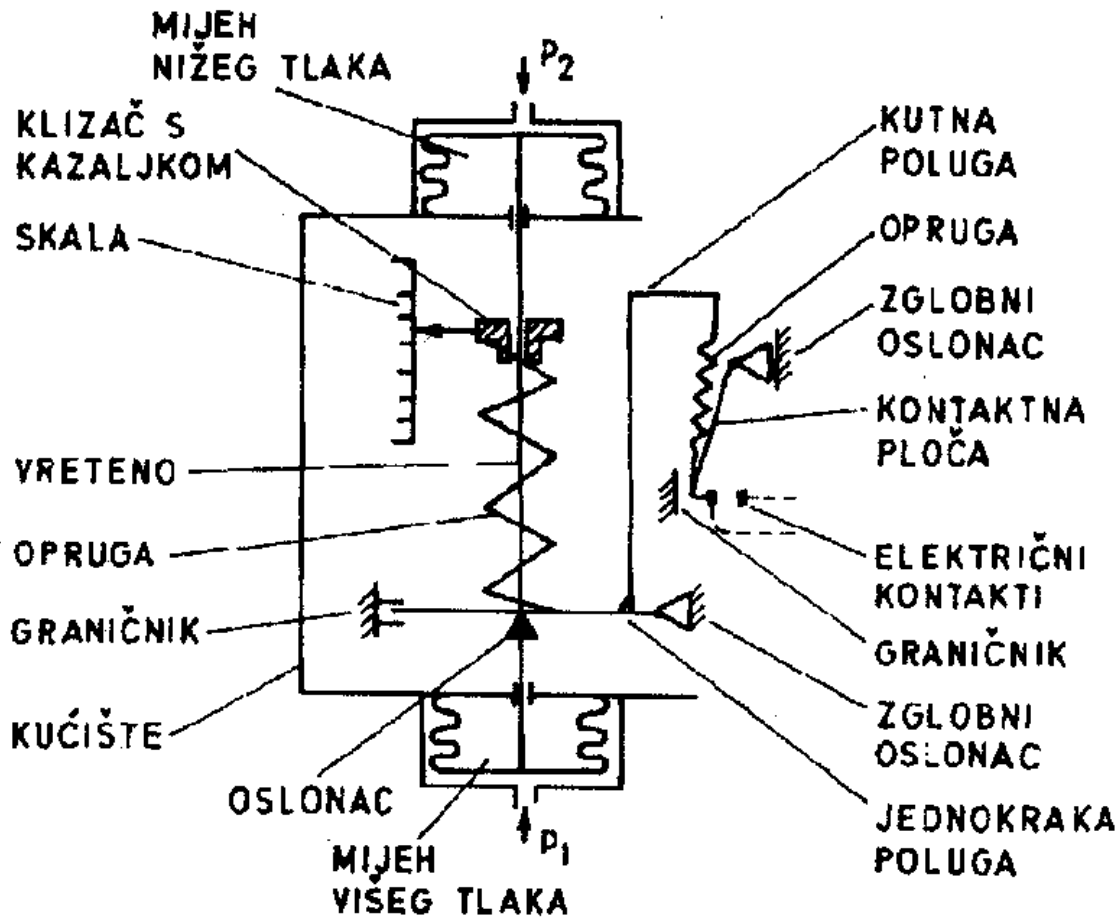 MIJEH
NIŽEG TLAKA
p₂
KLIZAČ S
KAZALJKOM
SKALA
VRETENO
OPRUGA
GRANIČNIK
KUĆIŠTE
OSLONAC
MIJEH
VIŠEG TLAKA
p₁
KUTNA
POLUGA
OPRUGA
ZGLOBNI
OSLONAC
KONTAKTNA
PLOČA
ELEKTRIČNI
KONTAKTI
GRANIČNIK
ZGLOBNI
OSLONAC
JEDNOKRAKA
POLUGA